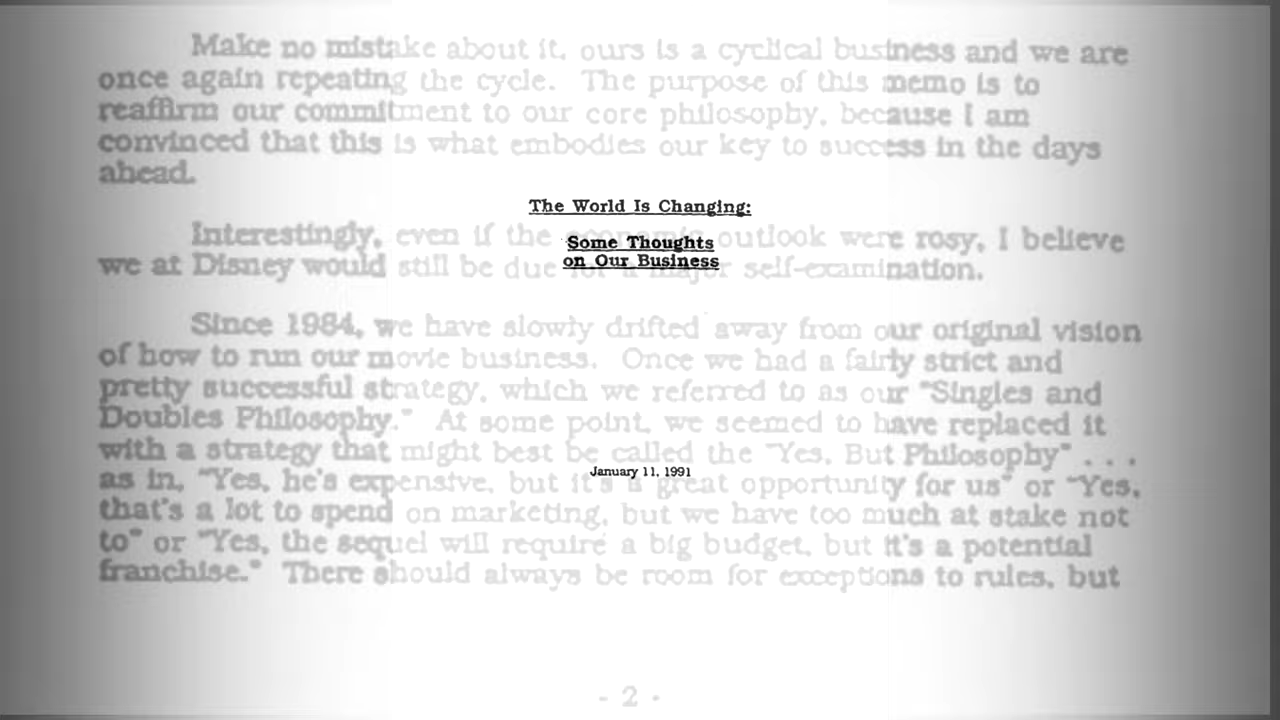 Make no mistake about it, ours is a cyclical business and we are
once again repeating the cycle. The purpose of this memo is to
reaffirm our commitment to our core philosophy, because I am
convinced that this is what embodies our key to success in the days
ahead.
The World Is Changing:
Interestingly, even if the economic outlook were rosy, I believe
Some Thoughts
we at Disney would still be due for a major self-examination.
on Our Business
Since 1984, we have slowly drifted away from our original vision
of how to run our movie business. Once we had a fairly strict and
pretty successful strategy, which we referred to as our "Singles and
Doubles Philosophy." At some point, we seemed to have replaced it
with a strategy that might best be called the "Yes, But Philosophy" . . .
January 11, 1991
as in, "Yes, he's expensive, but it's a great opportunity for us" or "Yes,
that's a lot to spend on marketing, but we have too much at stake not
to" or "Yes, the sequel will require a big budget, but it's a potential
franchise." There should always be room for exceptions to rules, but
- 2 -